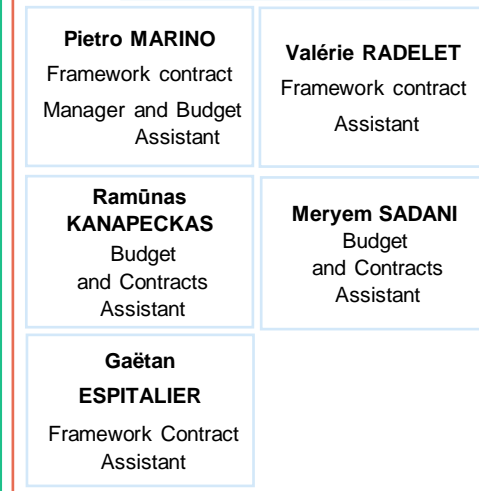 Pietro MARINO
Framework contract
Manager and Budget
Assistant
Valérie RADELET
Framework contract
Assistant
Ramūnas
KANAPECKAS
Budget
and Contracts
Assistant
Meryem SADANI
Budget
and Contracts
Assistant
Gaëtan
ESPITALIER
Framework Contract
Assistant